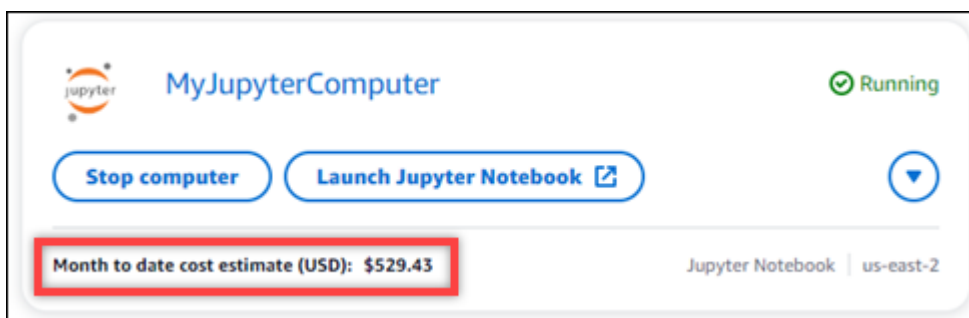 jupyter
MyJupyterComputer
Running
Stop computer
Launch Jupyter Notebook
Month to date cost estimate (USD): $529.43
Jupyter Notebook
us-east-2